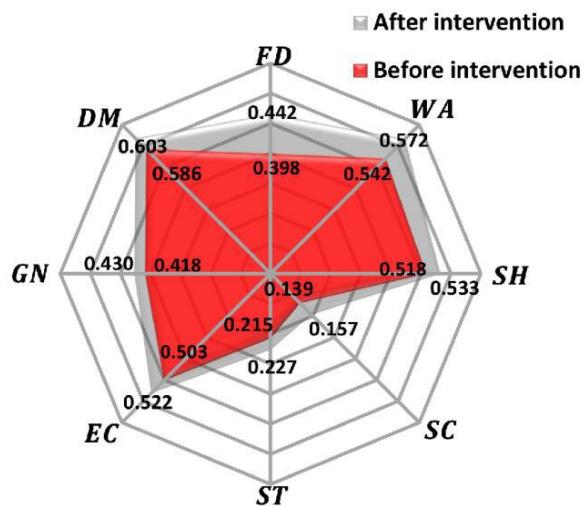 After intervention
Before intervention
FD
WA
SH
SC
ST
EC
GN
DM
0.442
0.398
0.572
0.542
0.518
0.533
0.139
0.157
0.215
0.227
0.503
0.522
0.430
0.418
0.603
0.586